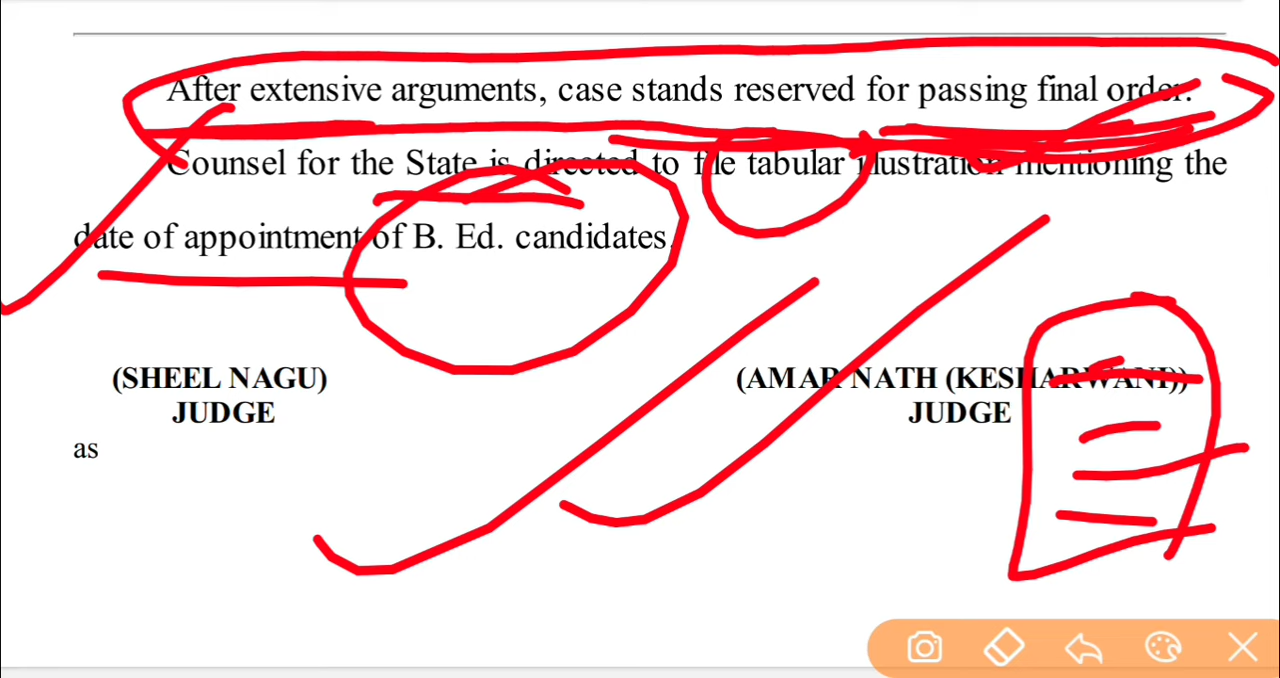 After extensive arguments, case stands reserved for passing final order.
Counsel for the State is directed to file tabular illustration mentioning the
date of appointment of B. Ed. candidates.
(SHEEL NAGU) (AMAR NATH (KESHARWANI))
JUDGE JUDGE
as